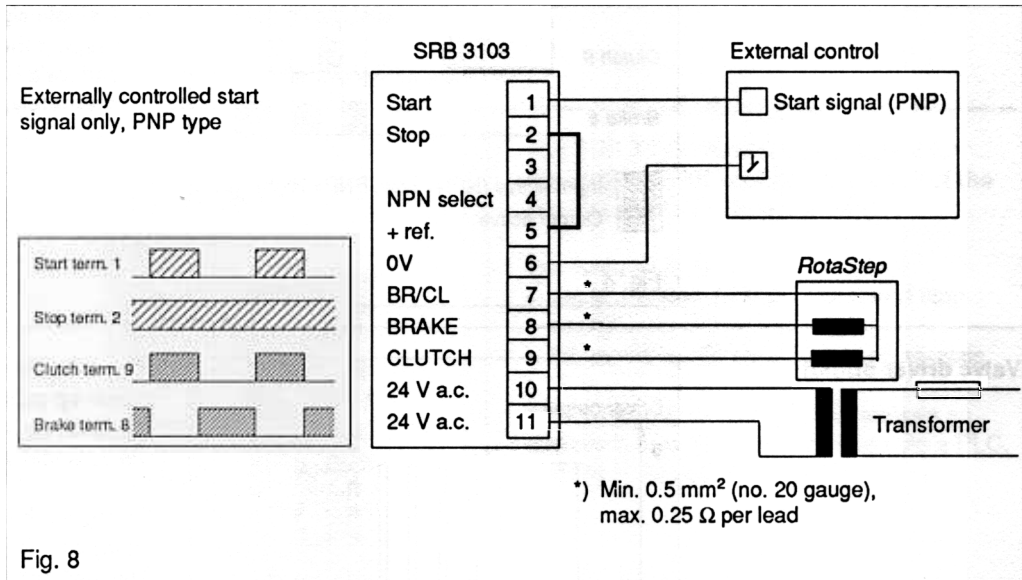 SRB 3103
External control
Externally controlled start
signal only, PNP type
Start 1
Stop 2
3
NPN select 4
+ ref. 5
0V 6
BR/CL 7 *
BRAKE 8 *
CLUTCH 9 *
24 V a.c. 10
24 V a.c. 11
Start signal (PNP)
RotaStep
Transformer
Start term. 1
Stop term. 2
Clutch term. 9
Brake term. 8
*) Min. 0.5 mm² (no. 20 gauge),
max. 0.25 Ω per lead
Fig. 8